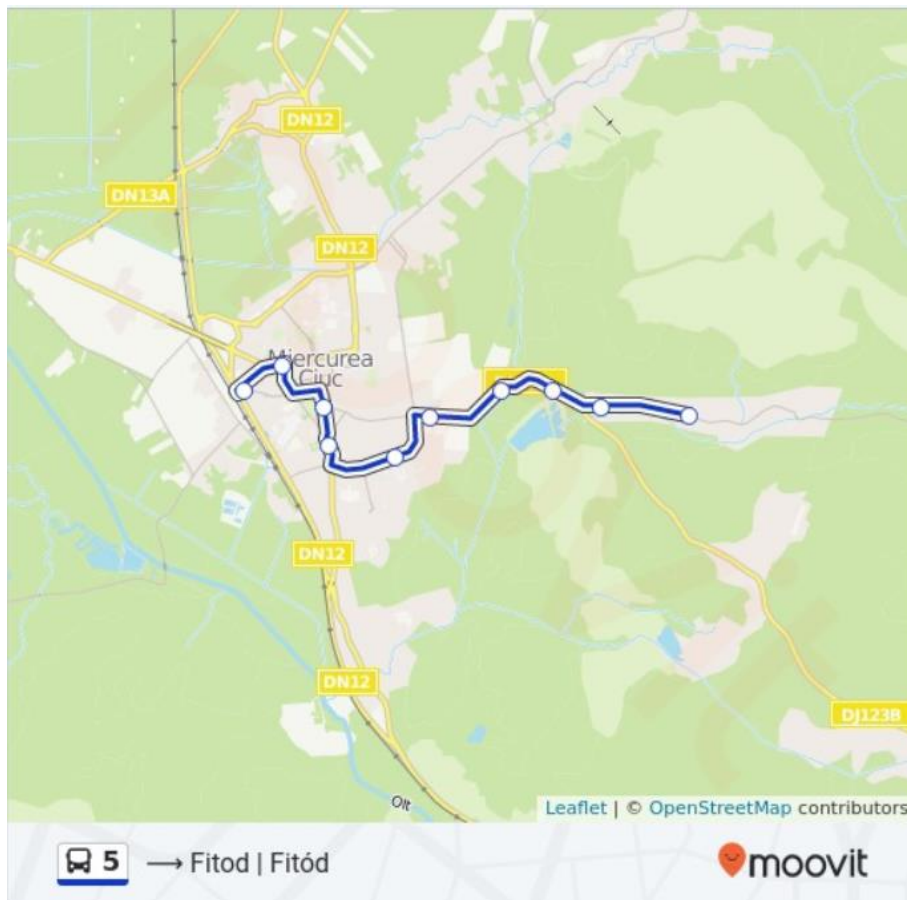 DN12
DN13A
DN12
Miercurea
Ciuc
DN12
DN12
DJ123B
Olt
Leaflet | © OpenStreetMap contributors
5 → Fitod | Fitód
moovit